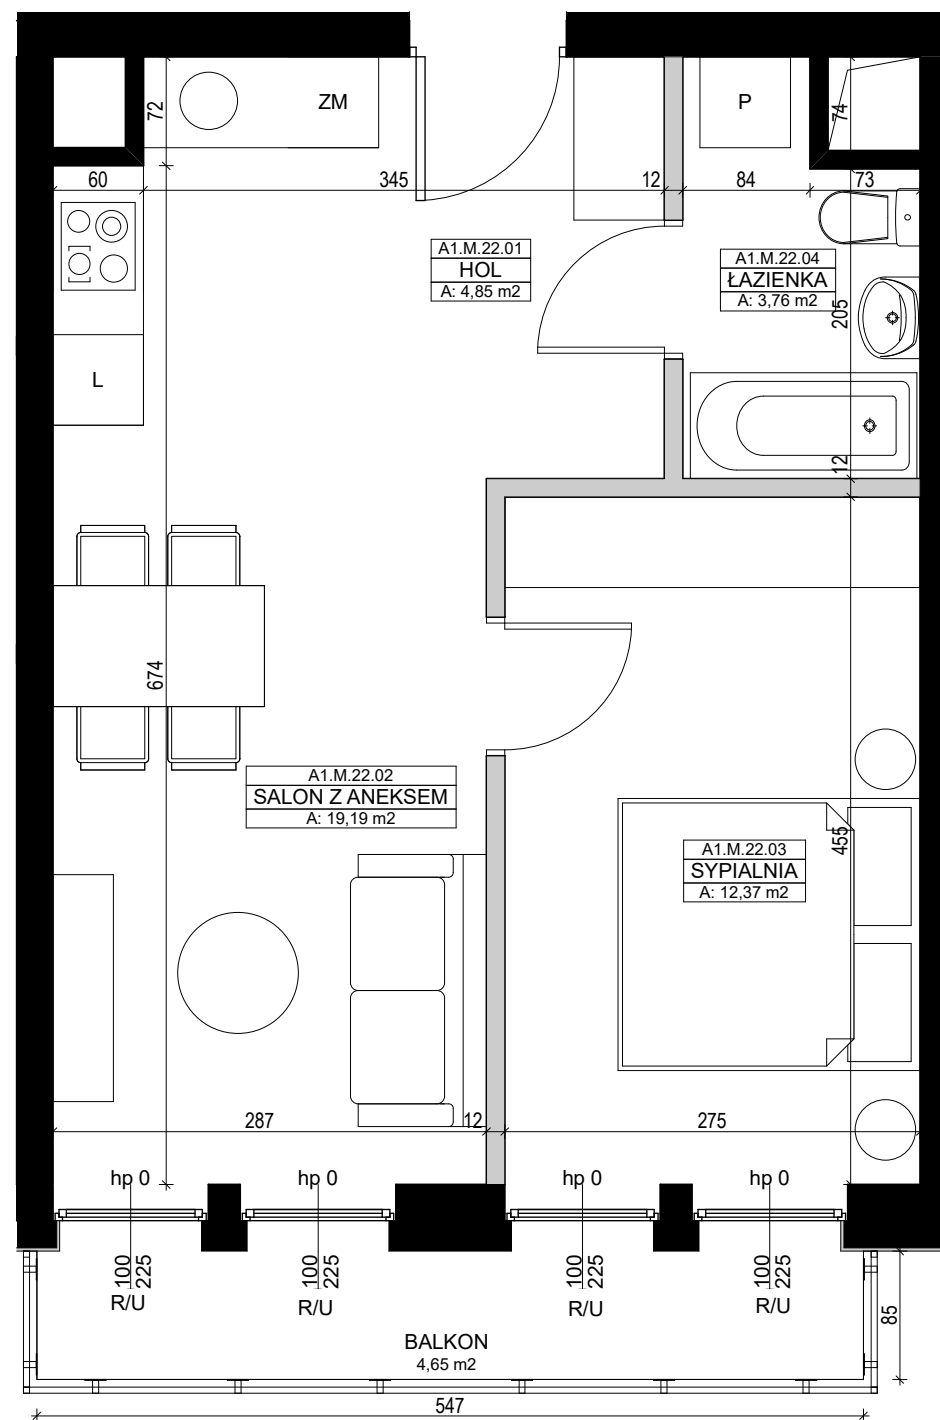 ZM
P
72
74
60
345
12
84
73
A1.M.22.01
HOL
A: 4,85 m2
A1.M.22.04
ŁAZIENKA
A: 3,76 m2
205
L
12
674
A1.M.22.02
SALON Z ANEKSEM
A: 19,19 m2
455
A1.M.22.03
SYPIALNIA
A: 12,37 m2
287
12
275
hp 0
hp 0
hp 0
hp 0
100
225
100
225
100
225
100
225
R/U
R/U
R/U
R/U
85
BALKON
4,65 m2
547